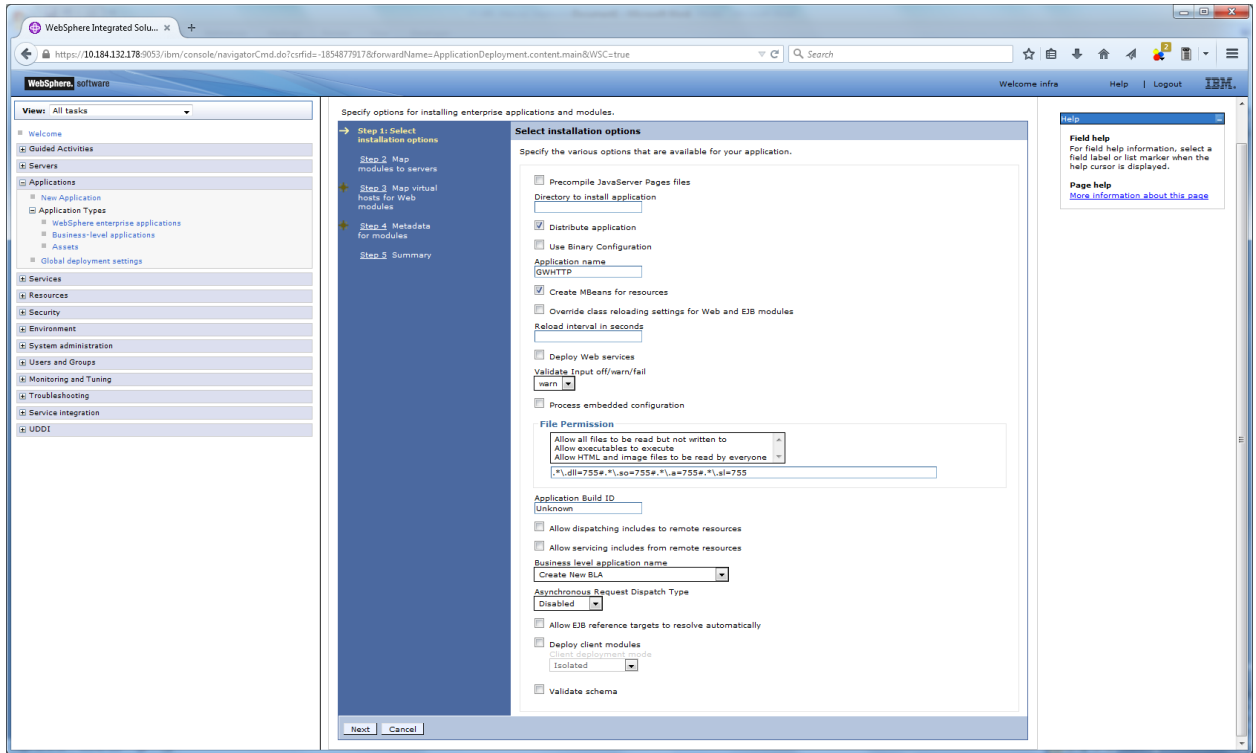 WebSphere Integrated Solu...
https://10.184.132.178:9053/ibm/console/navigatorCmd.do?csrfid=-1854877917&forwardName=ApplicationDeployment.content.main&WSC=true
Search
2
WebSphere. software
Welcome infra
Help | Logout
IBM.
View: All tasks
Welcome
Guided Activities
Servers
Applications
New Application
Application Types
WebSphere enterprise applications
Business-level applications
Assets
Global deployment settings
Services
Resources
Security
Environment
System administration
Users and Groups
Monitoring and Tuning
Troubleshooting
Service integration
UDDI
Specify options for installing enterprise applications and modules.
Step 1: Select
installation options
Step 2 Map
modules to servers
Step 3 Map virtual
hosts for Web
modules
Step 4 Metadata
for modules
Step 5 Summary
Select installation options
Specify the various options that are available for your application.
Precompile JavaServer Pages files
Directory to install application
Distribute application
Use Binary Configuration
Application name
GWHTTP
Create MBeans for resources
Override class reloading settings for Web and EJB modules
Reload interval in seconds
Deploy Web services
Validate Input off/warn/fail
warn
Process embedded configuration
File Permission
Allow all files to be read but not written to
Allow executables to execute
Allow HTML and image files to be read by everyone
.*\.dll=755#.*\.so=755#.*\.a=755#.*\.sl=755
Application Build ID
Unknown
Allow dispatching includes to remote resources
Allow servicing includes from remote resources
Business level application name
Create New BLA
Asynchronous Request Dispatch Type
Disabled
Allow EJB reference targets to resolve automatically
Deploy client modules
Client deployment mode
Isolated
Validate schema
Next
Cancel
Help
Field help
For field help information, select a
field label or list marker when the
help cursor is displayed.
Page help
More information about this page